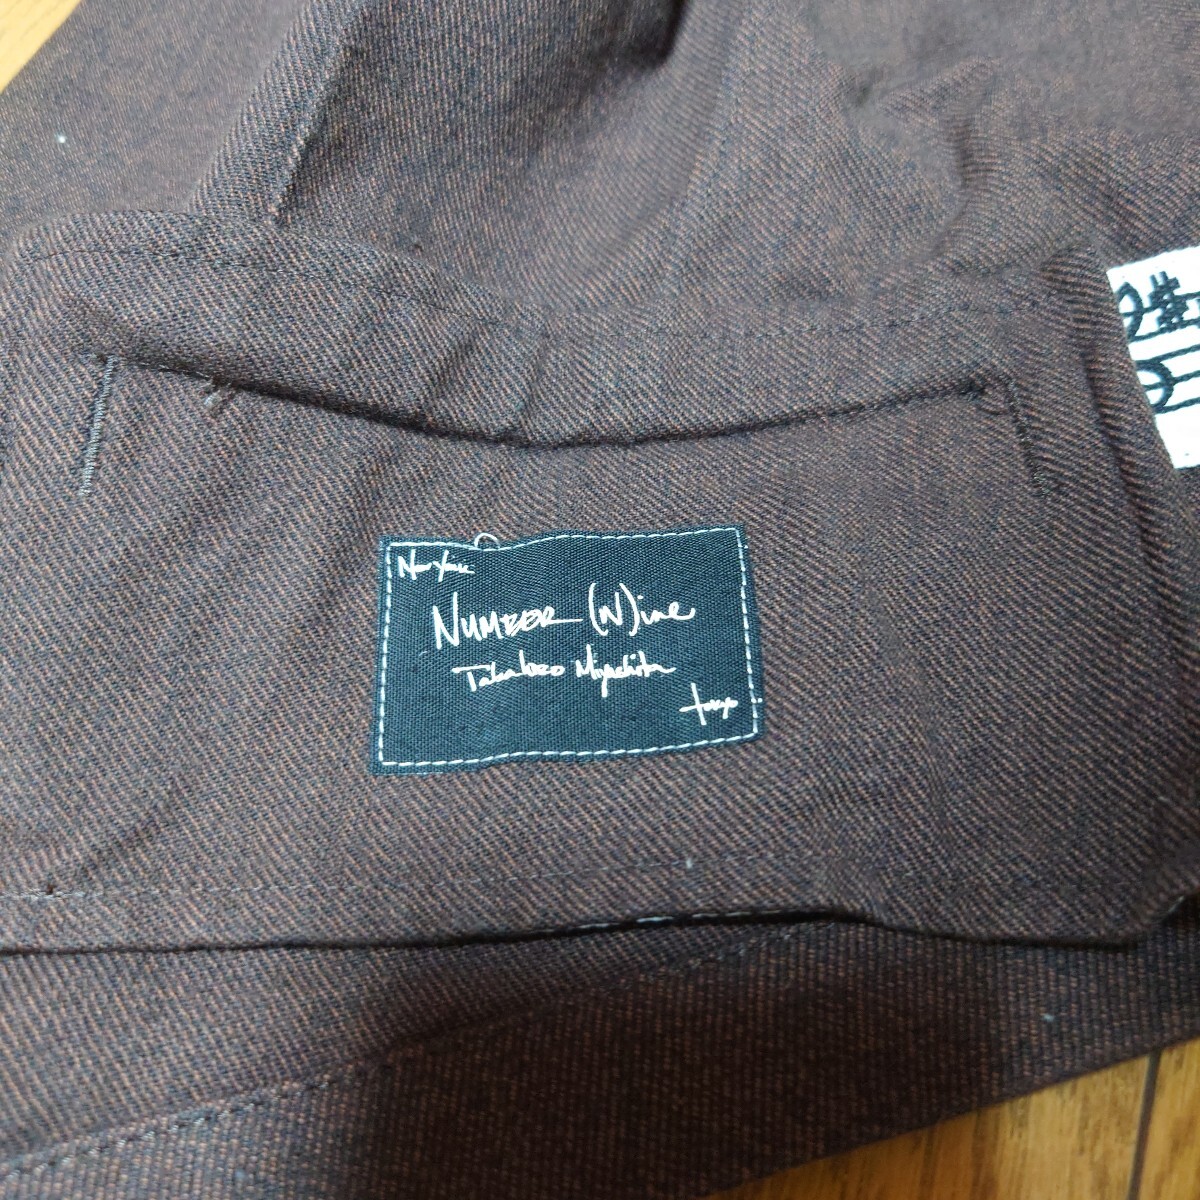 New York
NUMBER (N)ine
Takahiro Miyashita
tokyo